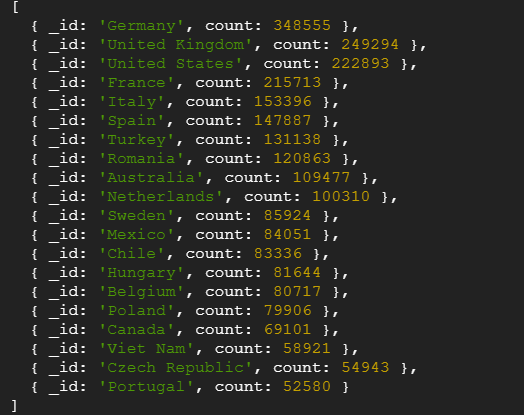 [
  { _id: 'Germany', count: 348555 },
  { _id: 'United Kingdom', count: 249294 },
  { _id: 'United States', count: 222893 },
  { _id: 'France', count: 215713 },
  { _id: 'Italy', count: 153396 },
  { _id: 'Spain', count: 147887 },
  { _id: 'Turkey', count: 131138 },
  { _id: 'Romania', count: 120863 },
  { _id: 'Australia', count: 109477 },
  { _id: 'Netherlands', count: 100310 },
  { _id: 'Sweden', count: 85924 },
  { _id: 'Mexico', count: 84051 },
  { _id: 'Chile', count: 83336 },
  { _id: 'Hungary', count: 81644 },
  { _id: 'Belgium', count: 80717 },
  { _id: 'Poland', count: 79906 },
  { _id: 'Canada', count: 69101 },
  { _id: 'Viet Nam', count: 58921 },
  { _id: 'Czech Republic', count: 54943 },
  { _id: 'Portugal', count: 52580 }
]